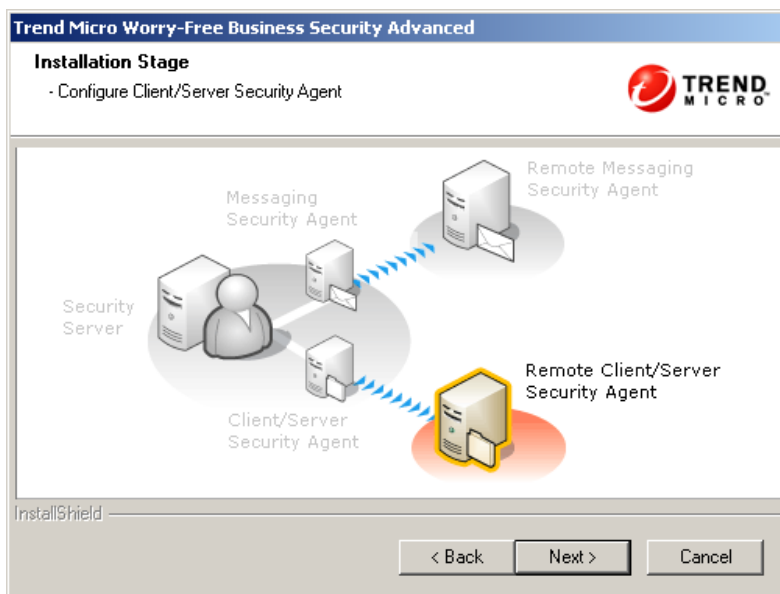 Trend Micro Worry-Free Business Security Advanced
Installation Stage
- Configure Client/Server Security Agent
TREND
MICRO
Remote Messaging
Security Agent
Messaging
Security Agent
Security
Server
Remote Client/Server
Security Agent
Client/Server
Security Agent
InstallShield
< Back
Next >
Cancel